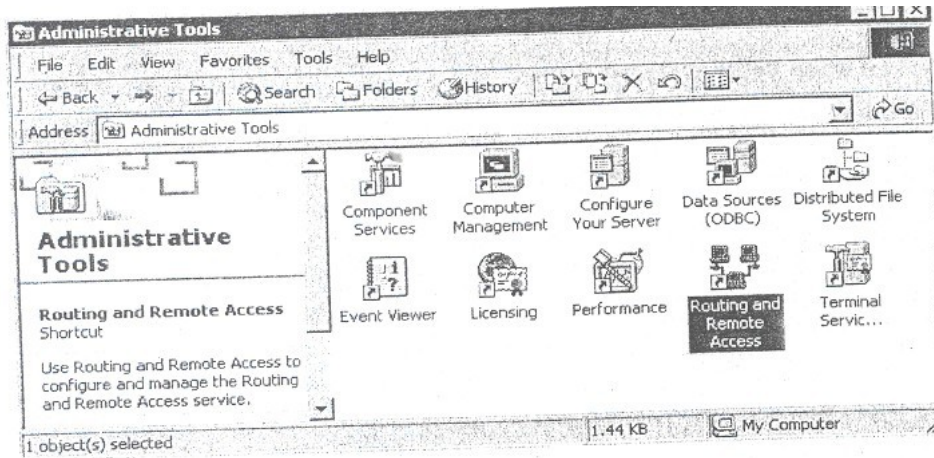 Administrative Tools
File Edit View Favorites Tools Help
Back Search Folders History
Address Administrative Tools Go
Component Services
Computer Management
Configure Your Server
Data Sources (ODBC)
Distributed File System
Administrative
Tools
Event Viewer
Licensing
Performance
Routing and Remote Access
Terminal Servic...
Routing and Remote Access
Shortcut
Use Routing and Remote Access to
configure and manage the Routing
and Remote Access service.
1 object(s) selected 1.44 KB My Computer